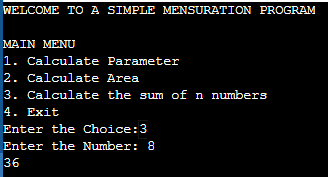 WELCOME TO A SIMPLE MENSURATION PROGRAM
MAIN MENU
1. Calculate Parameter
2. Calculate Area
3. Calculate the sum of n numbers
4. Exit
Enter the Choice:3
Enter the Number: 8
36